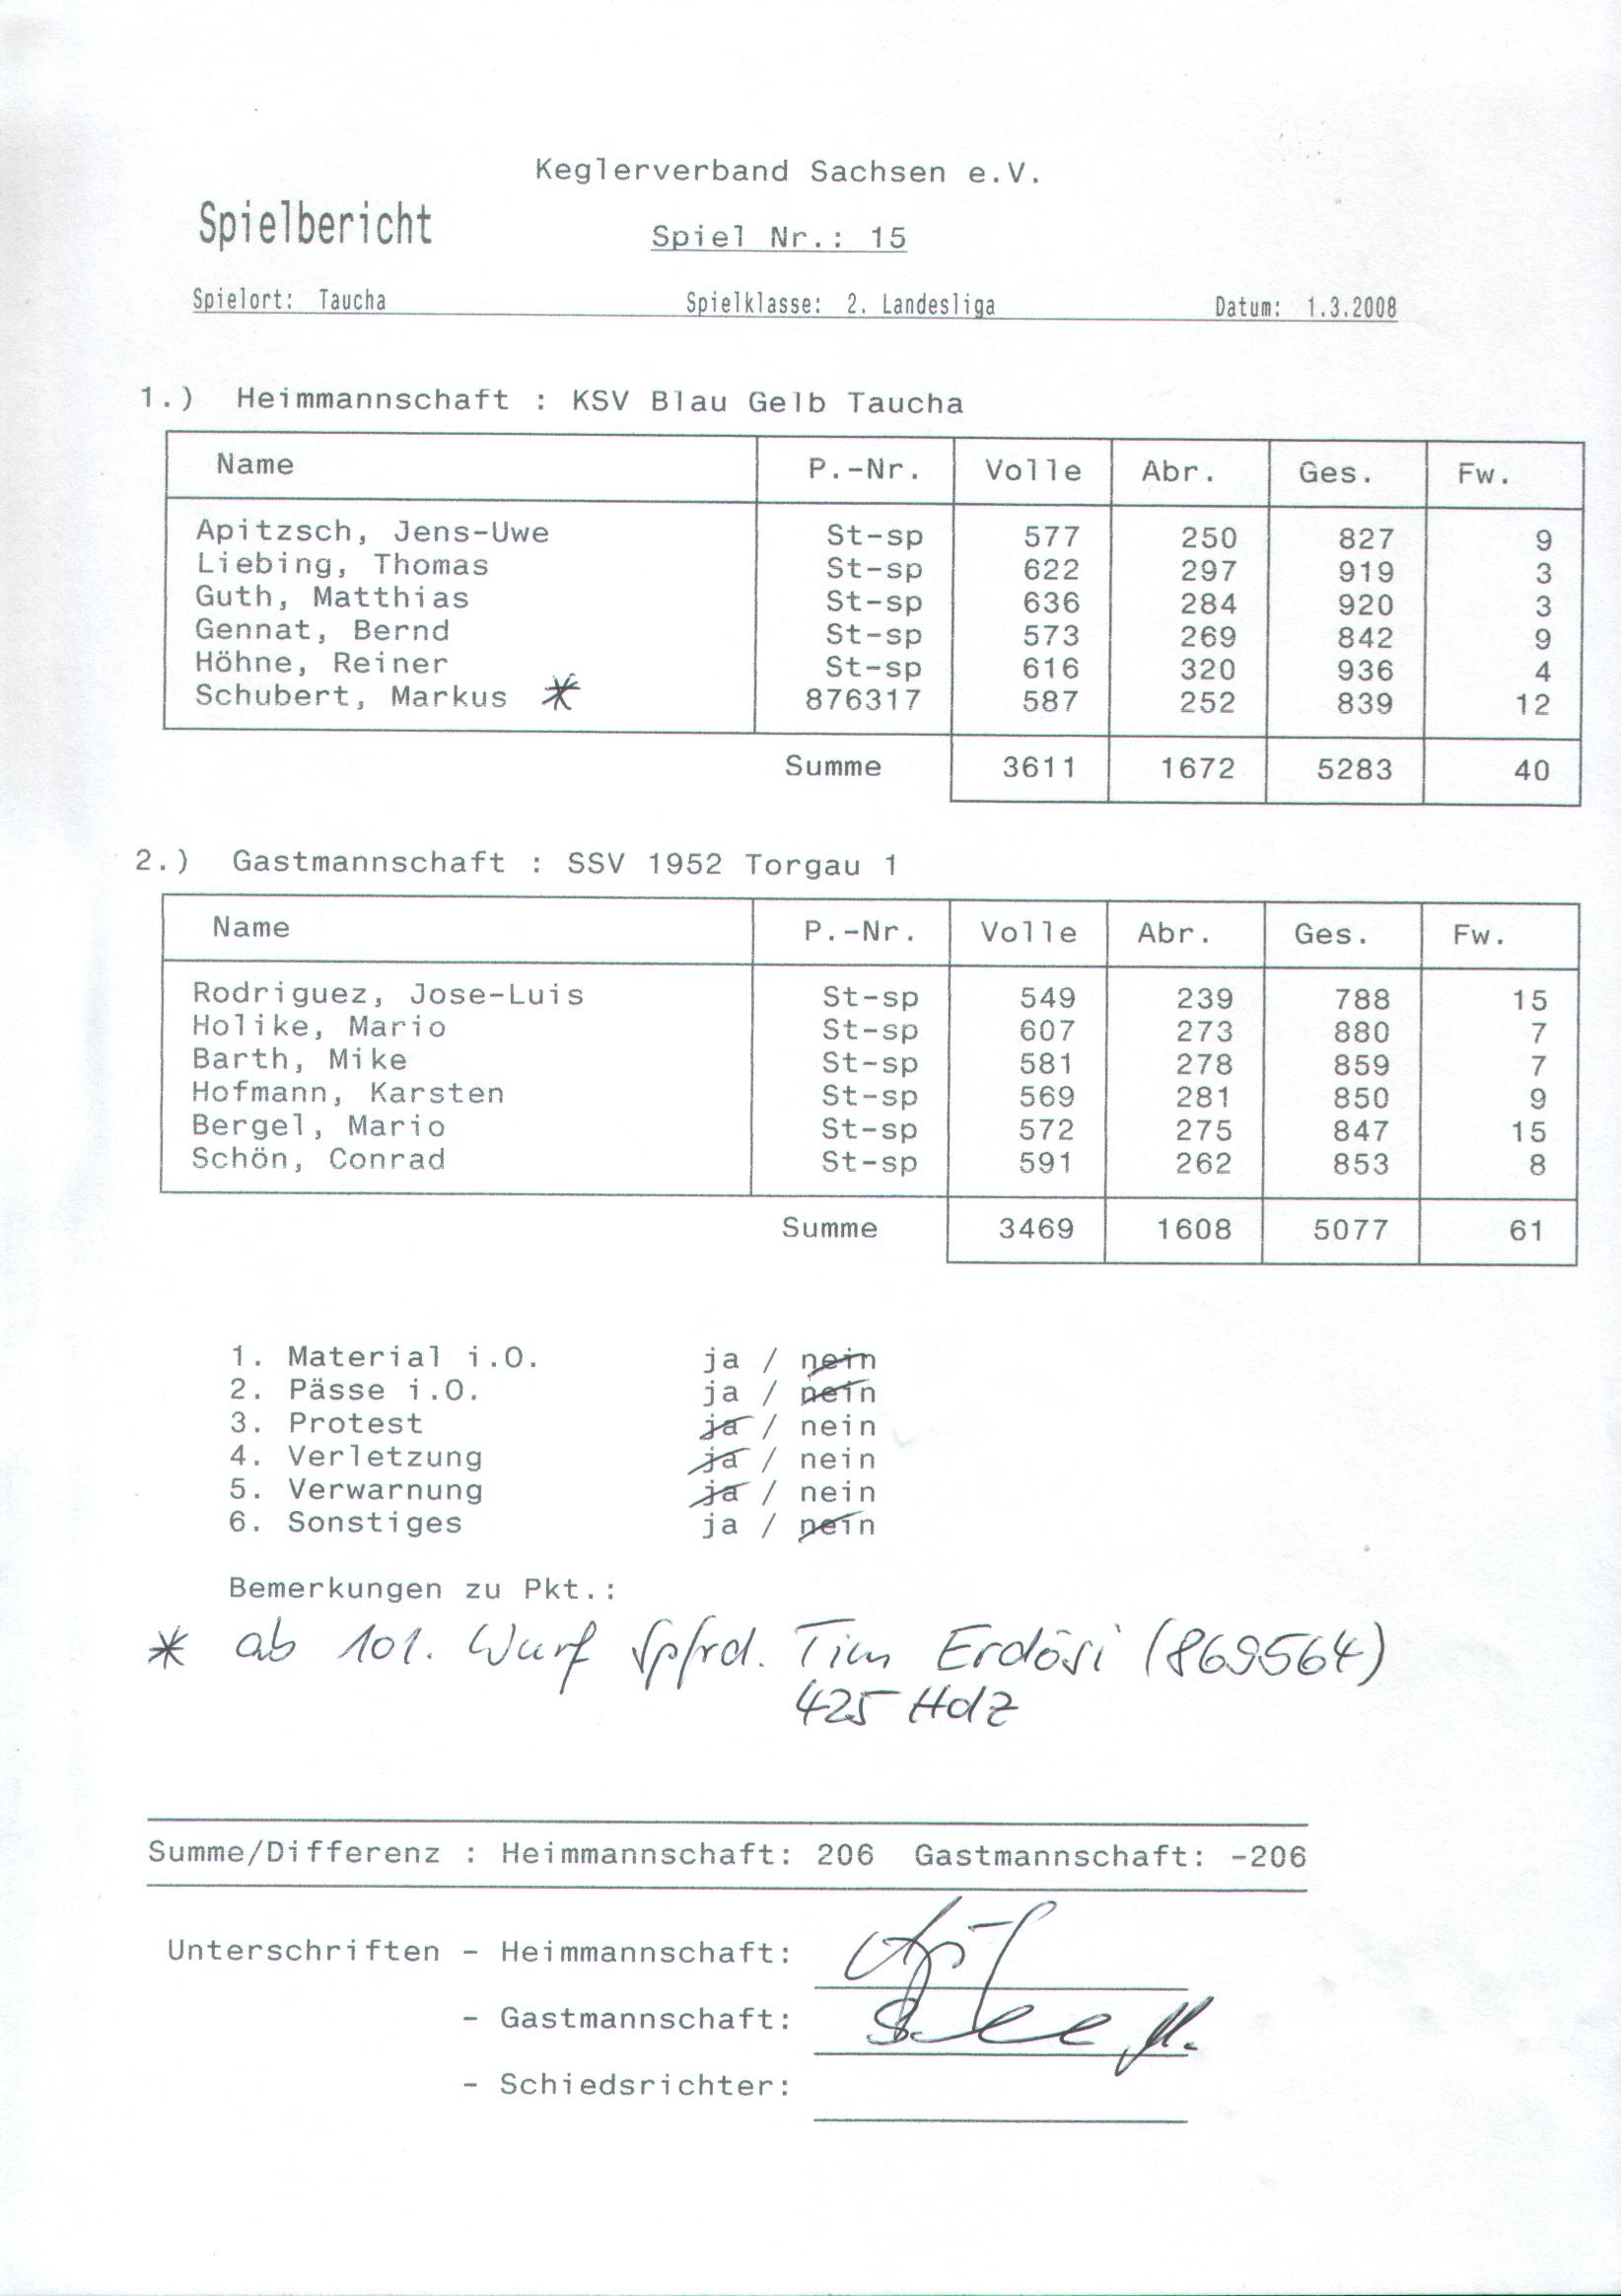 Keglerverband Sachsen e.V.
Spielbericht
Spiel Nr.: 15
Spielort: Taucha Spielklasse: 2. Landesliga Datum: 1.3.2008
1.) Heimmannschaft : KSV Blau Gelb Taucha
Name P.-Nr. Volle Abr. Ges. Fw.
Apitzsch, Jens-Uwe St-sp 577 250 827 9
Liebing, Thomas St-sp 622 297 919 3
Guth, Matthias St-sp 636 284 920 3
Gennat, Bernd St-sp 573 269 842 9
Höhne, Reiner St-sp 616 320 936 4
Schubert, Markus * 876317 587 252 839 12
Summe 3611 1672 5283 40
2.) Gastmannschaft : SSV 1952 Torgau 1
Name P.-Nr. Volle Abr. Ges. Fw.
Rodriguez, Jose-Luis St-sp 549 239 788 15
Holike, Mario St-sp 607 273 880 7
Barth, Mike St-sp 581 278 859 7
Hofmann, Karsten St-sp 569 281 850 9
Bergel, Mario St-sp 572 275 847 15
Schön, Conrad St-sp 591 262 853 8
Summe 3469 1608 5077 61
1. Material i.O. ja / nein
2. Pässe i.O. ja / nein
3. Protest ja / nein
4. Verletzung ja / nein
5. Verwarnung ja / nein
6. Sonstiges ja / nein
Bemerkungen zu Pkt.:
* ab 101. Wurf Spfrd. Tim Erdösi (869564)
425 Holz
Summe/Differenz : Heimmannschaft: 206 Gastmannschaft: -206
Unterschriften - Heimmannschaft:
- Gastmannschaft:
- Schiedsrichter: